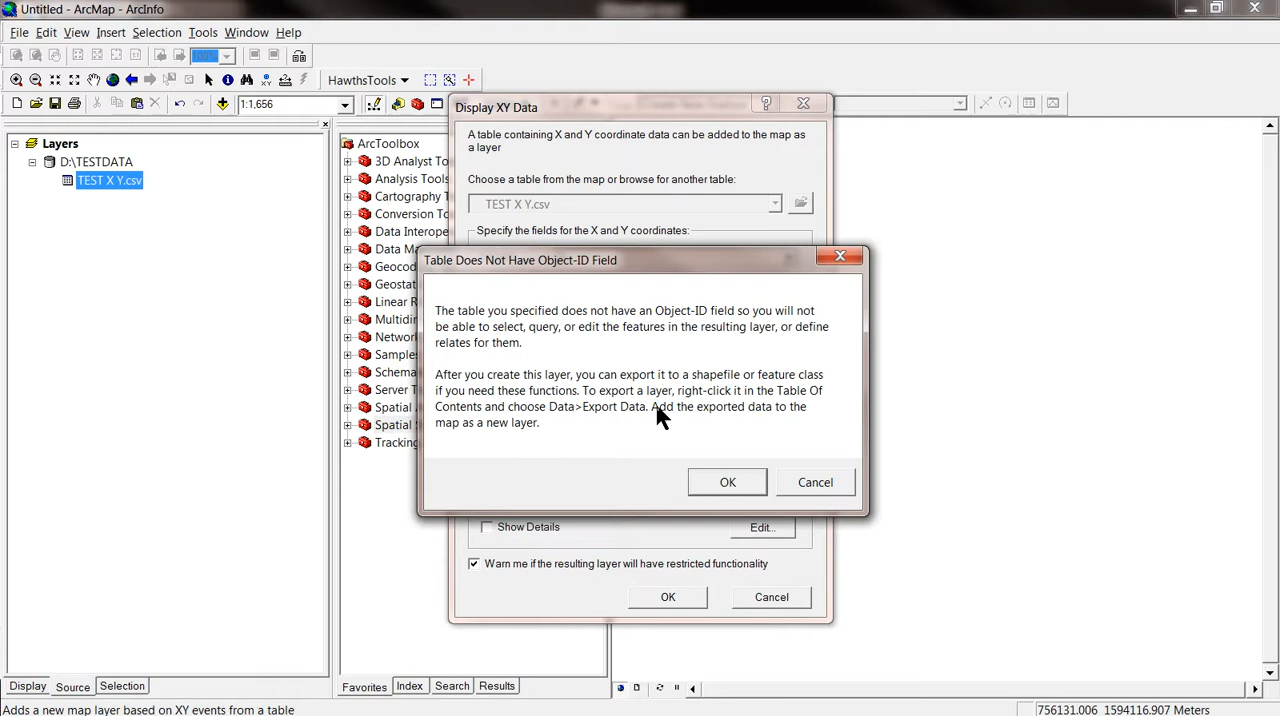 Untitled - ArcMap - ArcInfo
File Edit View Insert Selection Tools Window Help
100%
HawthsTools
1:1,656
Display XY Data
A table containing X and Y coordinate data can be added to the map as
a layer
Choose a table from the map or browse for another table:
TEST X Y.csv
Specify the fields for the X and Y coordinates:
Layers
D:\TESTDATA
TEST X Y.csv
ArcToolbox
3D Analyst To
Analysis Tools
Cartography T
Conversion To
Data Interope
Data Ma
Geocod
Geostat
Linear R
Multidin
Network
Samples
Schema
Server T
Spatial A
Spatial S
Tracking
Table Does Not Have Object-ID Field
The table you specified does not have an Object-ID field so you will not
be able to select, query, or edit the features in the resulting layer, or define
relates for them.
After you create this layer, you can export it to a shapefile or feature class
if you need these functions. To export a layer, right-click it in the Table Of
Contents and choose Data>Export Data. Add the exported data to the
map as a new layer.
OK Cancel
Show Details Edit...
Warn me if the resulting layer will have restricted functionality
OK Cancel
Display Source Selection
Favorites Index Search Results
Adds a new map layer based on XY events from a table
756131.006 1594116.907 Meters